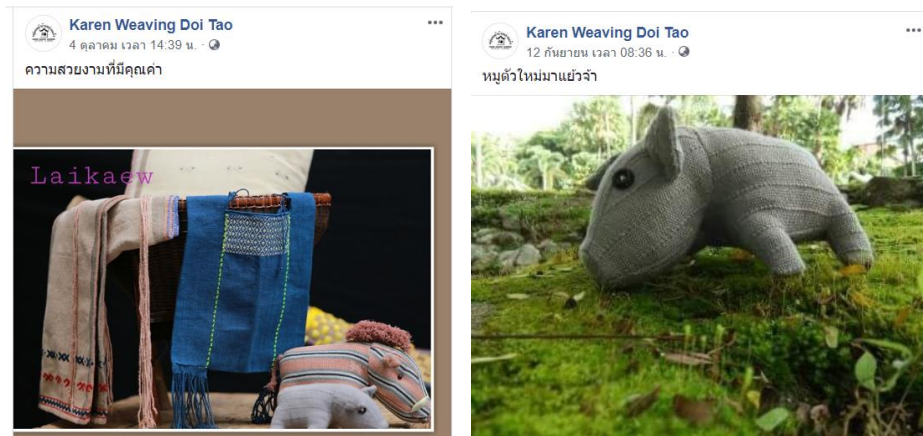 Karen Weaving Doi Tao
4 ตุลาคม เวลา 14:39 น. ·
ความสวยงามที่มีคุณค่า
Laikaew
Karen Weaving Doi Tao
12 กันยายน เวลา 08:36 น. ·
หมูตัวใหม่มาแย้วจ้า